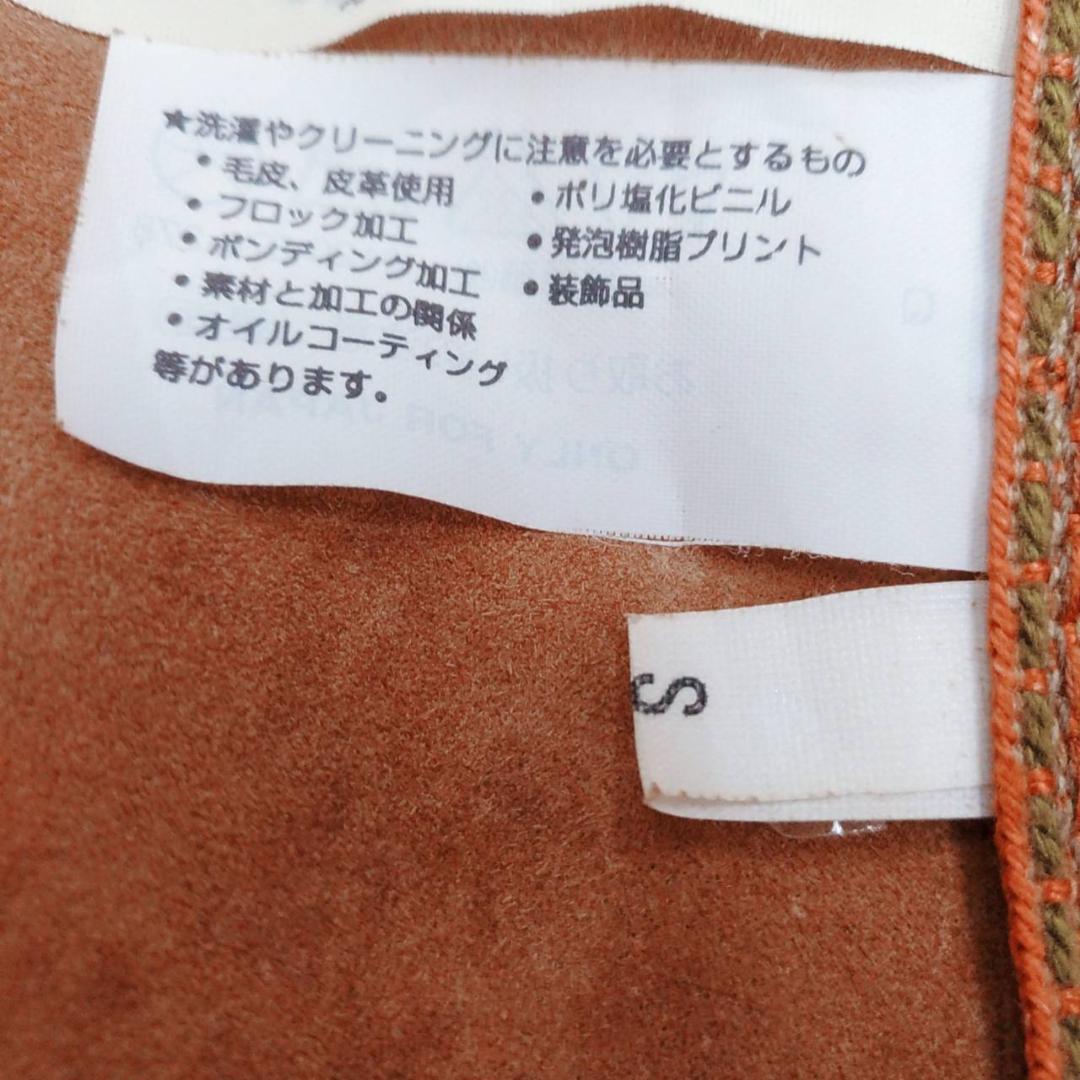 ★洗濯やクリーニングに注意を必要とするもの
・毛皮、皮革使用
・フロック加工
・ボンディング加工
・素材と加工の関係
・オイルコーティング
・ポリ塩化ビニル
・発泡樹脂プリント
・装飾品
等があります。
S